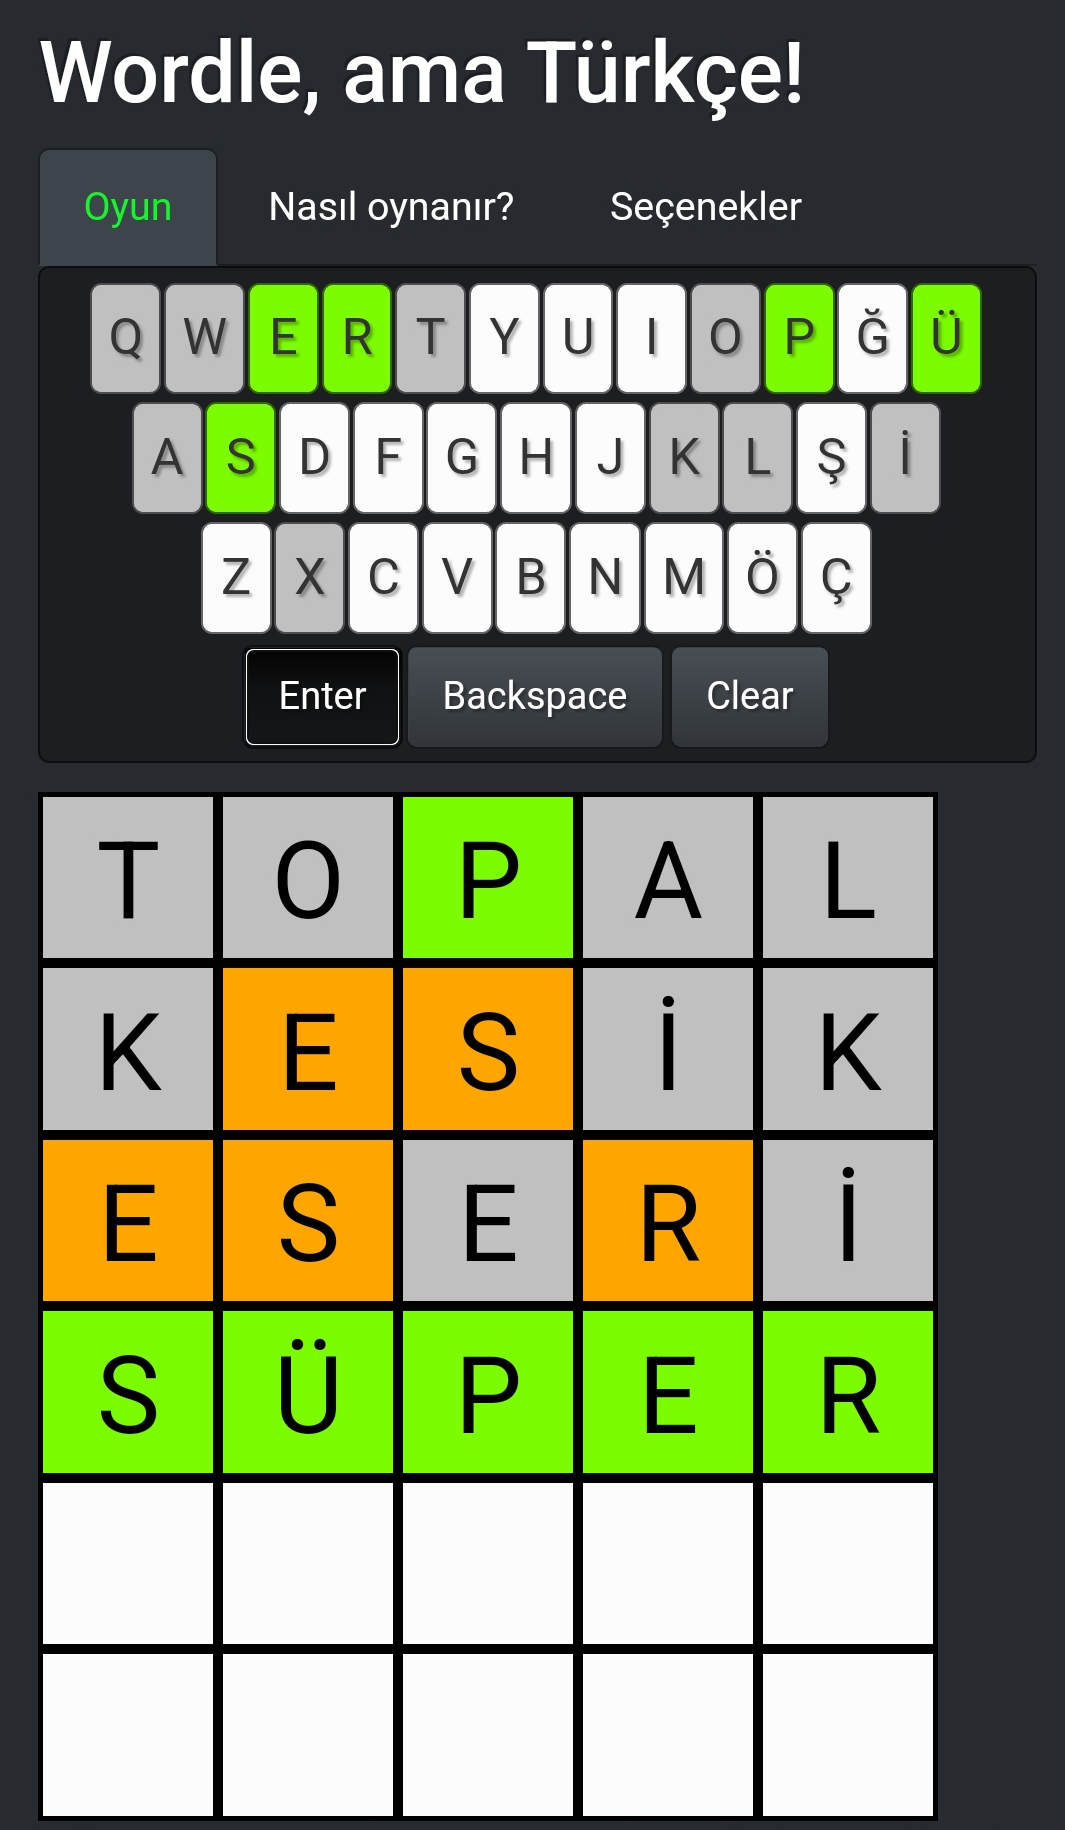 Wordle, ama Türkçe!
Oyun Nasıl oynanır? Seçenekler
Q W E R T Y U I O P Ğ Ü
A S D F G H J K L Ş İ
Z X C V B N M Ö Ç
Enter Backspace Clear
T O P A L
K E S İ K
E S E R İ
S Ü P E R